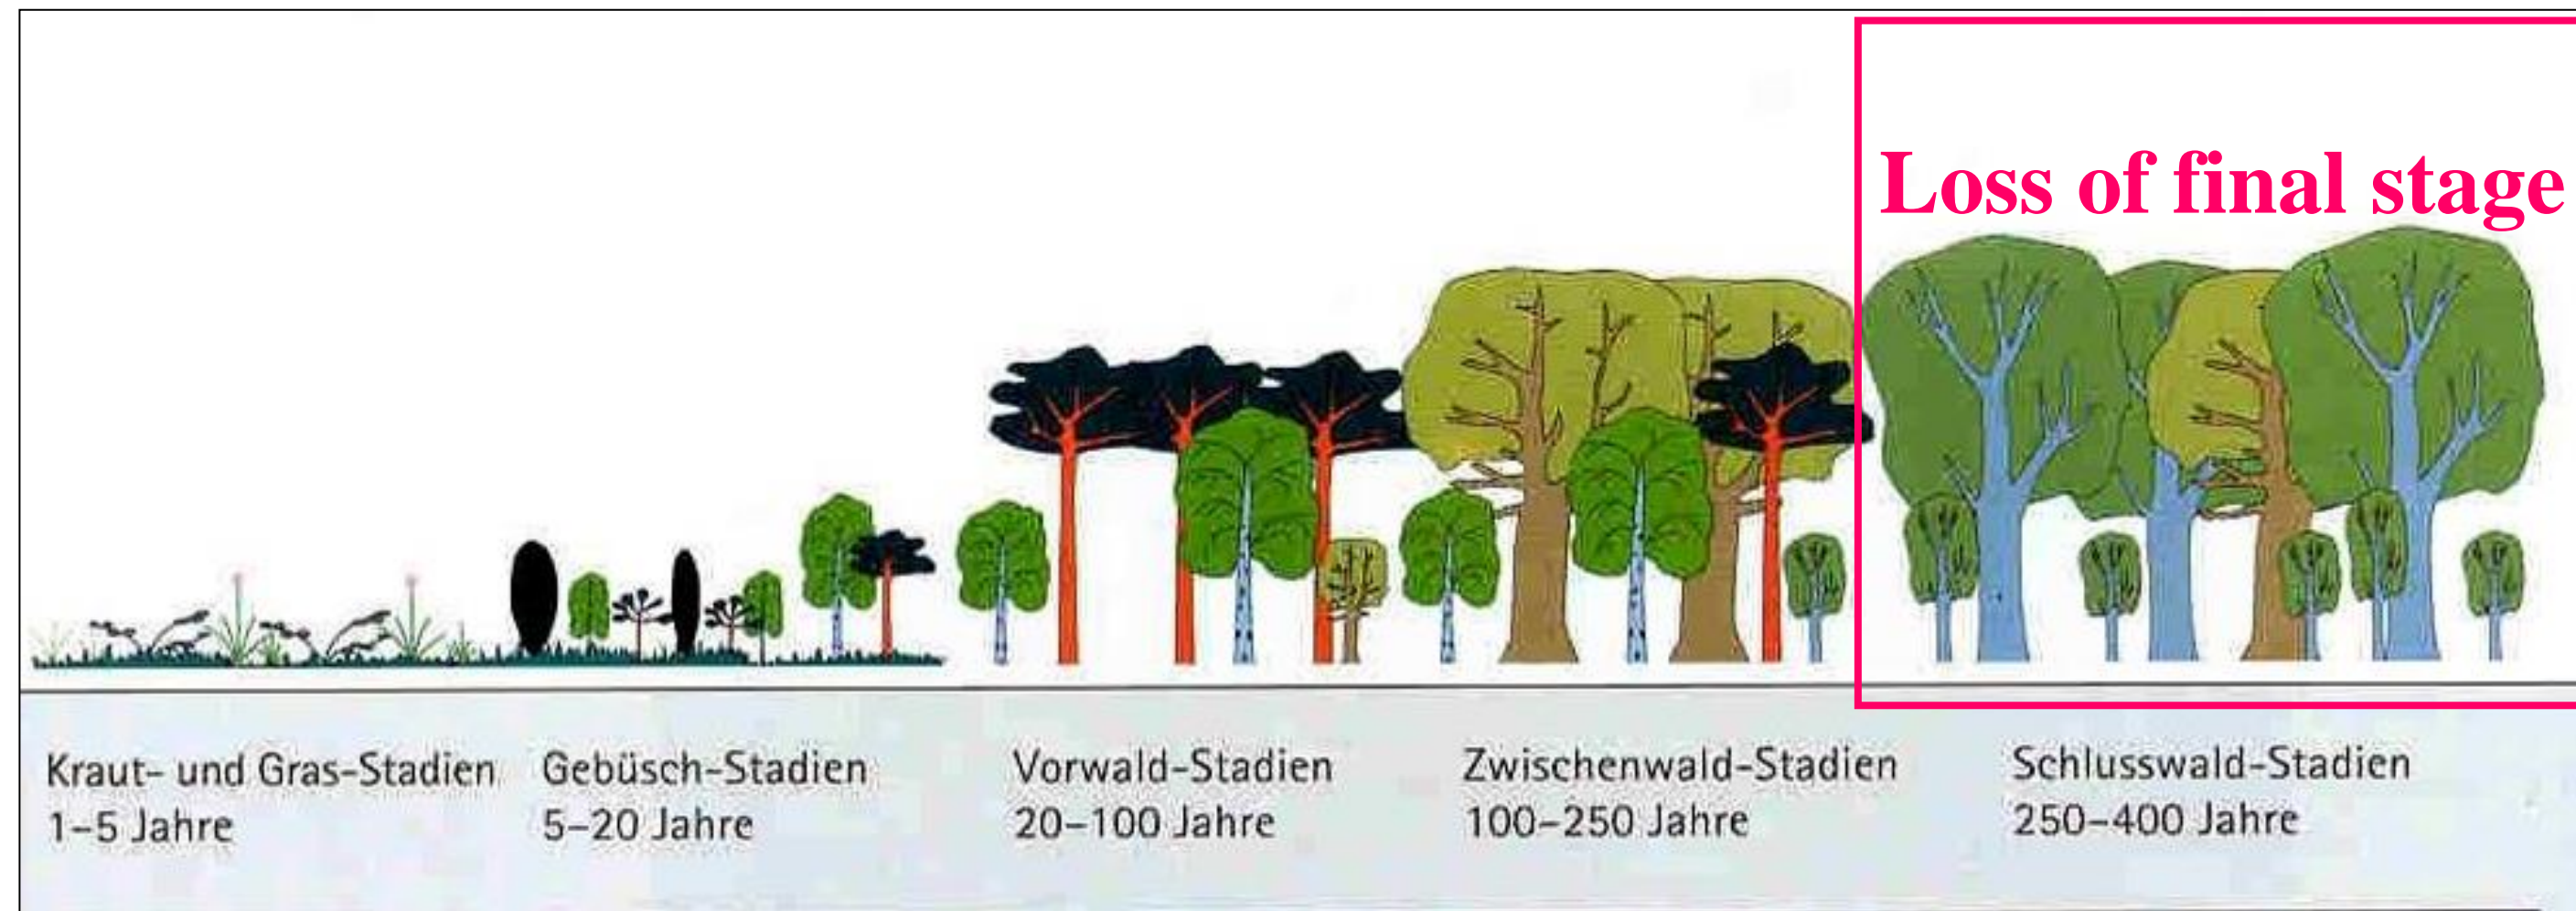 Loss of final stage
Kraut- und Gras-Stadien
1–5 Jahre
Gebüsch-Stadien
5–20 Jahre
Vorwald-Stadien
20–100 Jahre
Zwischenwald-Stadien
100–250 Jahre
Schlusswald-Stadien
250–400 Jahre